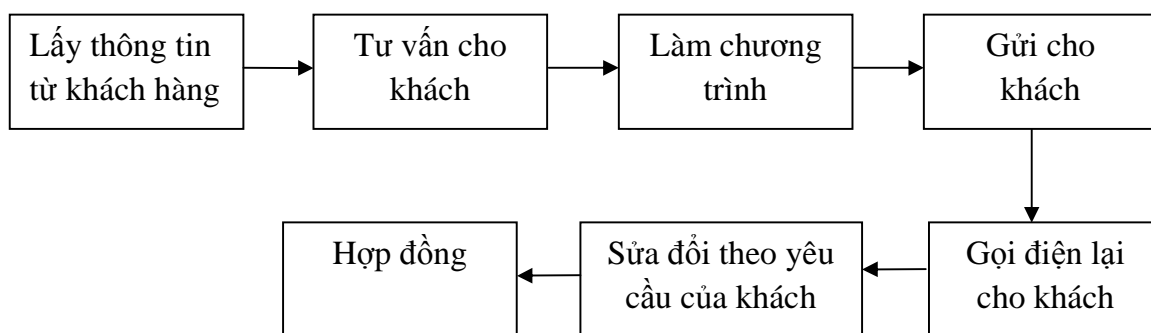 Lấy thông tin
từ khách hàng
Tư vấn cho
khách
Làm chương
trình
Gửi cho
khách
Gọi điện lại
cho khách
Sửa đổi theo yêu
cầu của khách
Hợp đồng